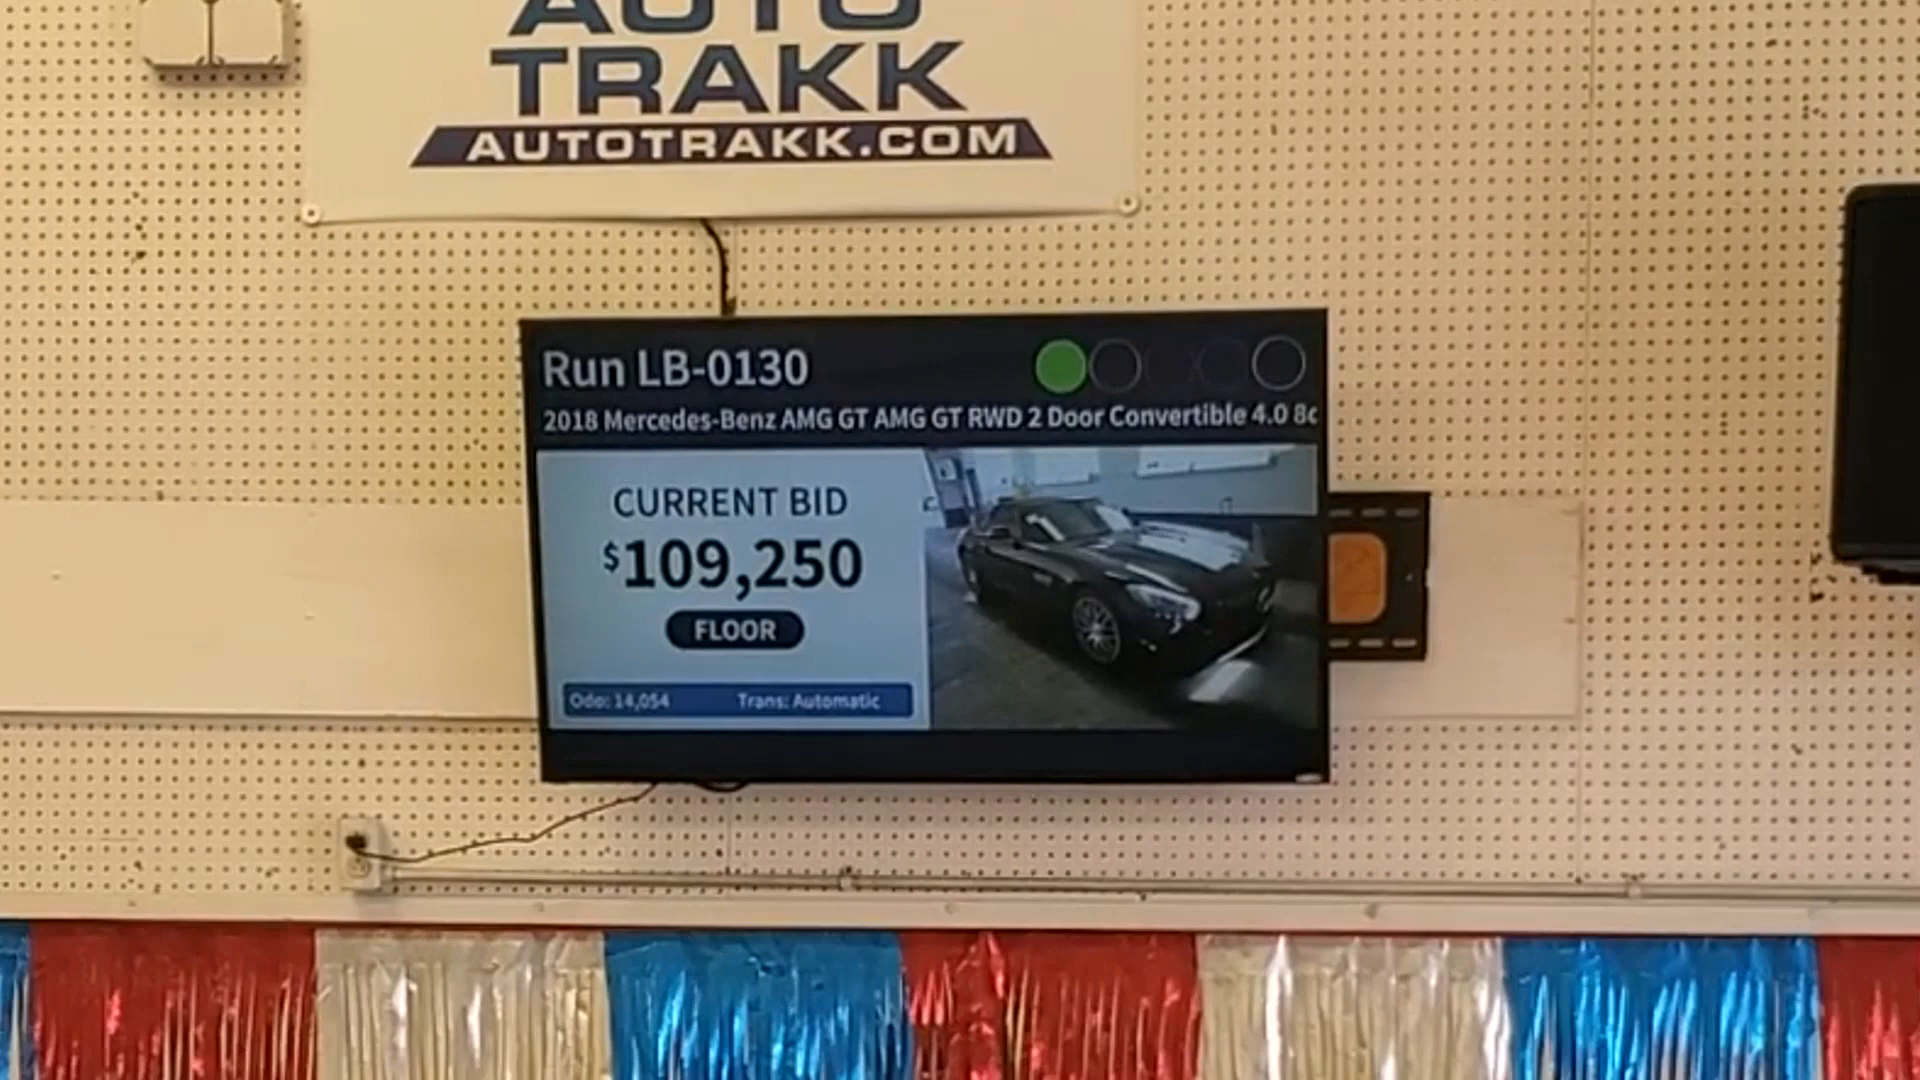 AUTO
TRAKK
AUTOTRAKK.COM
Run LB-0130
2018 Mercedes-Benz AMG GT AMG GT RWD 2 Door Convertible 4.0 8c
CURRENT BID
$109,250
FLOOR
Odo: 14,054 Trans: Automatic